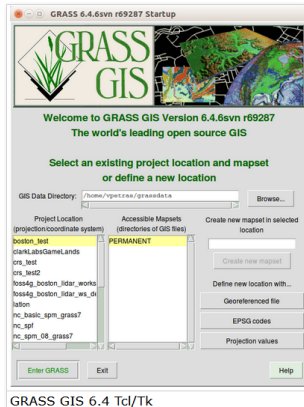 GRASS 6.4.6svn r69287 Startup
GRASS
GIS
Welcome to GRASS GIS Version 6.4.6svn r69287
The world's leading open source GIS
Select an existing project location and mapset
or define a new location
GIS Data Directory: /home/vpetras/grassdata
Browse...
Project Location
(projection/coordinate system)
boston_test
clarkLabsGameLands
crs_test
crs_test2
foss4g_boston_lidar_works
foss4g_boston_lidar_ws_de
lation
nc_basic_spm_grass7
nc_spf
nc_spm_08_grass7
Accessible Mapsets
(directories of GIS files)
PERMANENT
Create new mapset in selected
location
Create new mapset
Define new location with...
Georeferenced file
EPSG codes
Projection values
Enter GRASS
Exit
Help
GRASS GIS 6.4 Tcl/Tk